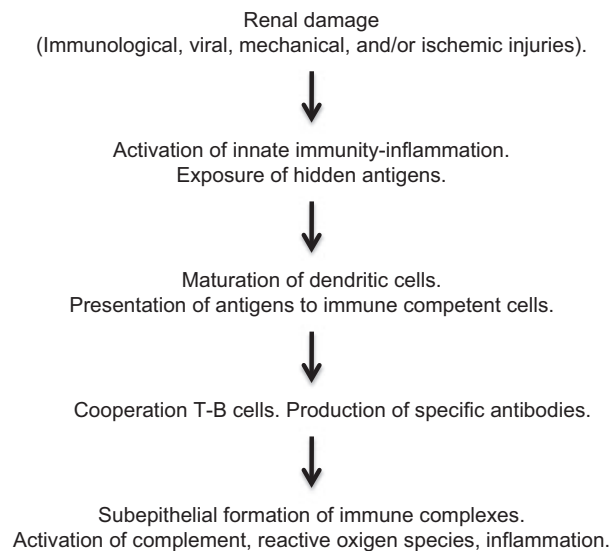 Renal damage
(Immunological, viral, mechanical, and/or ischemic injuries).
Activation of innate immunity-inflammation.
Exposure of hidden antigens.
Maturation of dendritic cells.
Presentation of antigens to immune competent cells.
Cooperation T-B cells. Production of specific antibodies.
Subepithelial formation of immune complexes.
Activation of complement, reactive oxigen species, inflammation.